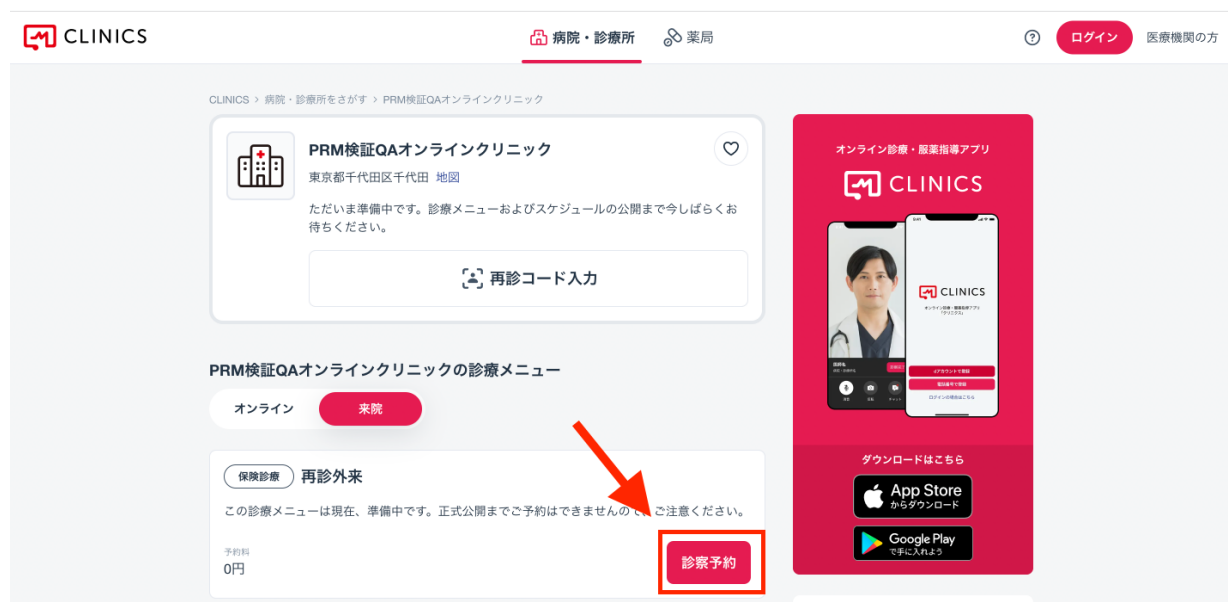 CLINICS
病院・診療所
薬局
ログイン
医療機関の方
CLINICS > 病院・診療所をさがす > PRM検証QAオンラインクリニック
PRM検証QAオンラインクリニック
東京都千代田区千代田 地図
ただいま準備中です。診療メニューおよびスケジュールの公開まで今しばらくお
待ちください。
再診コード入力
PRM検証QAオンラインクリニックの診療メニュー
オンライン
来院
保険診療
再診外来
この診療メニューは現在、準備中です。正式公開までご予約はできませんので、ご注意ください。
予約料
0円
診察予約
オンライン診療・服薬指導アプリ
CLINICS
CLINICS
ダウンロードはこちら
App Store
からダウンロード
Google Play
で手に入れよう